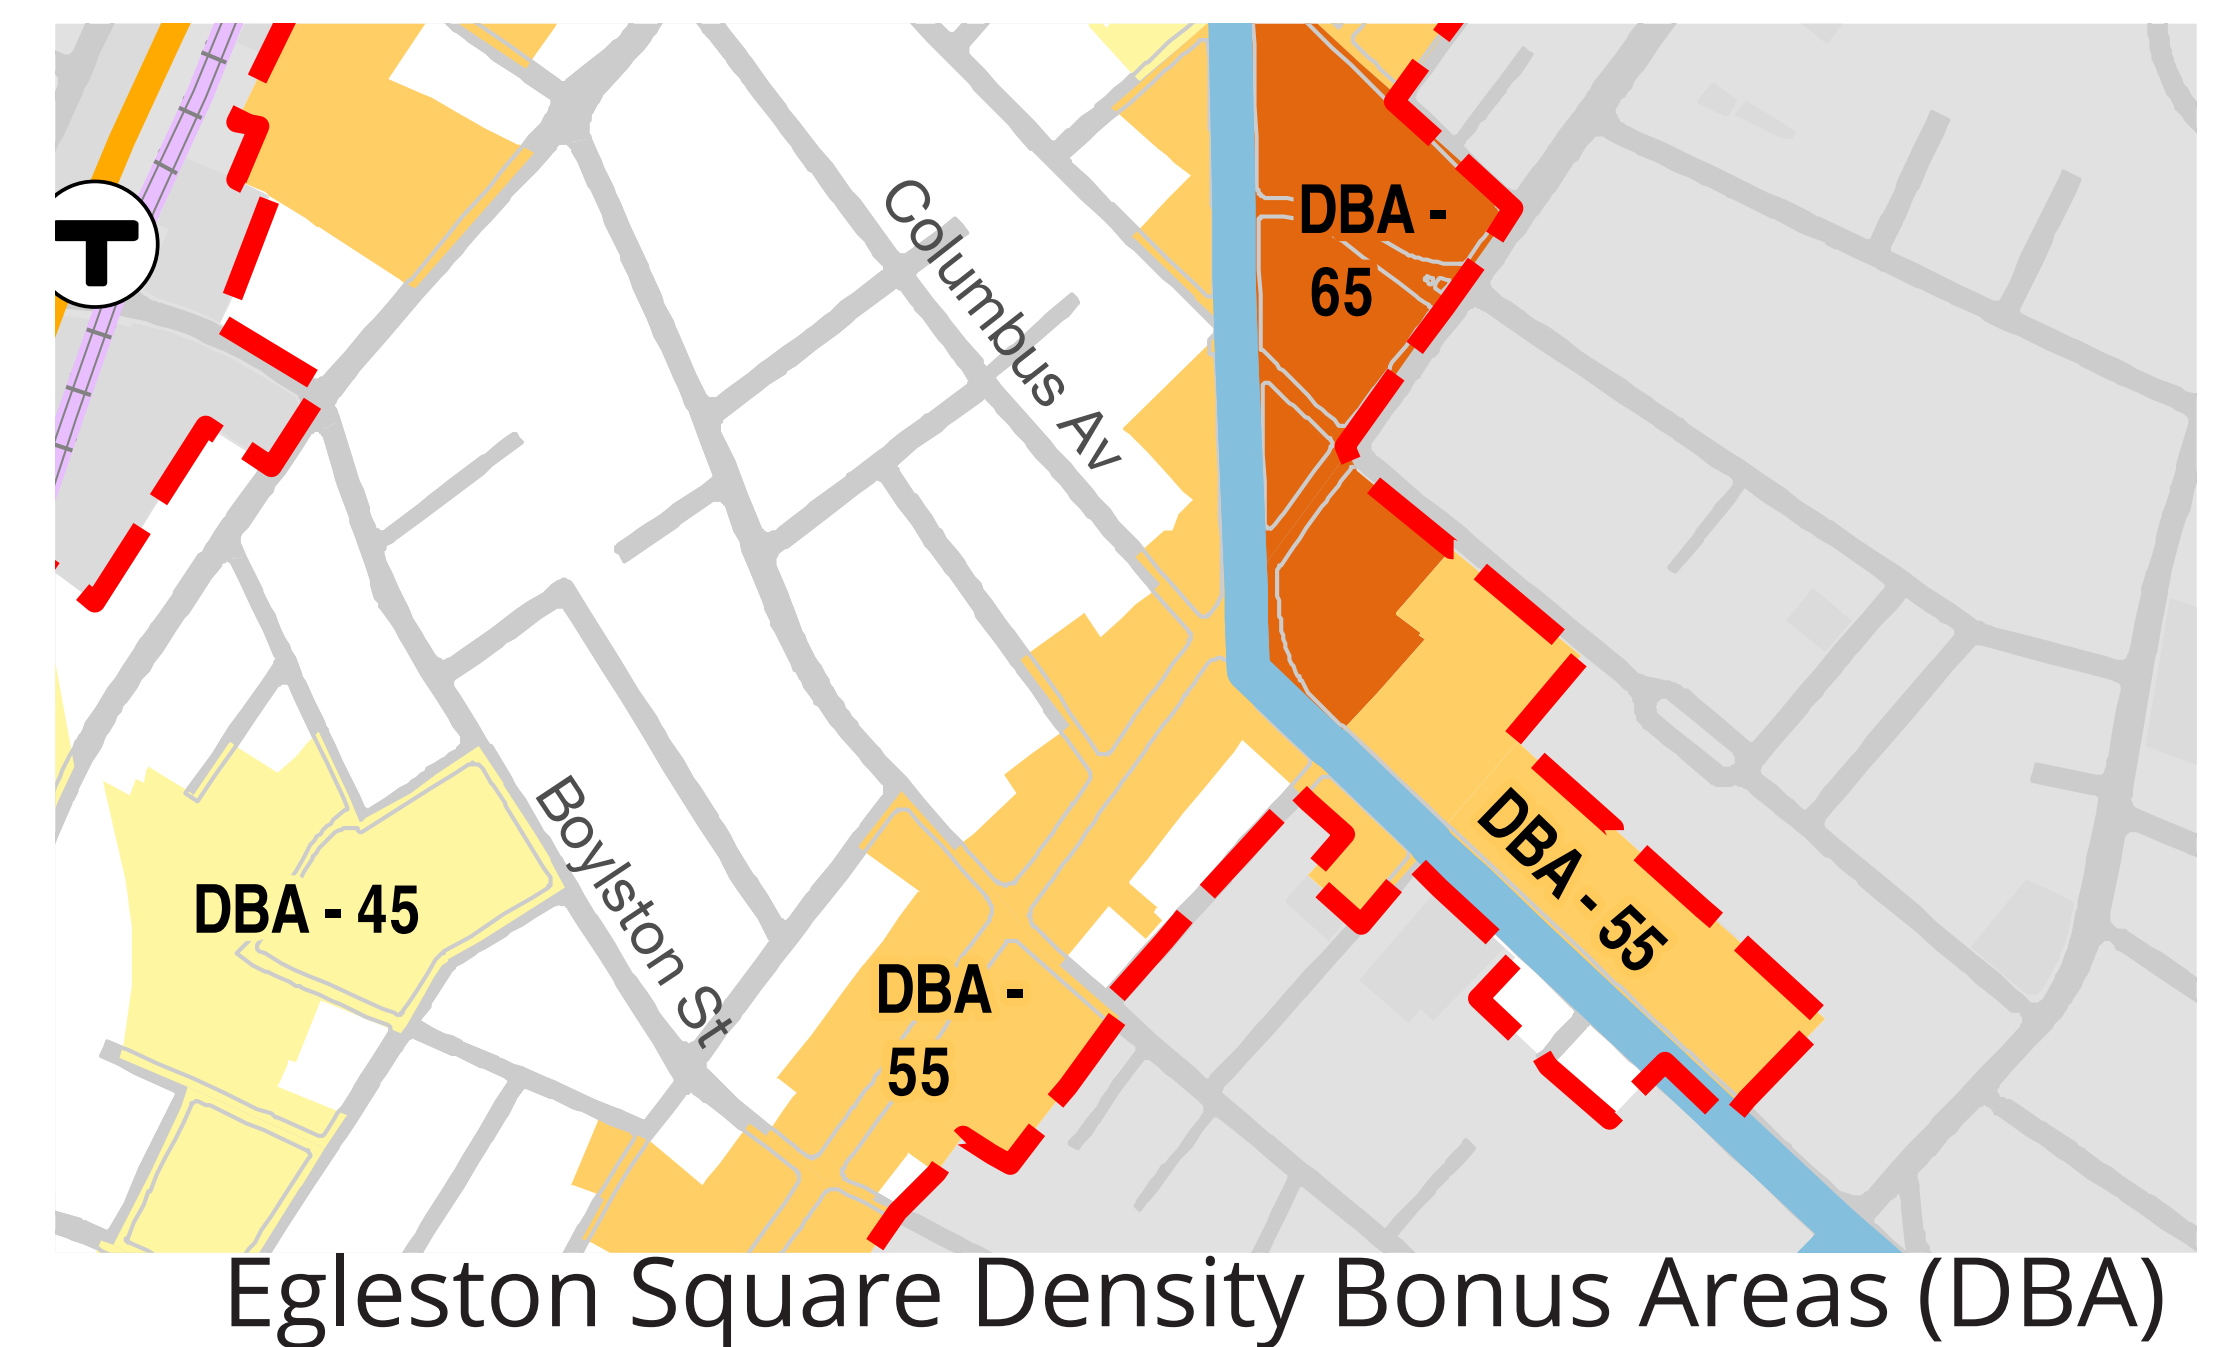 DBA -
65
Columbus Av
T
Boylston St
DBA - 55
DBA - 45
DBA -
55
Egleston Square Density Bonus Areas (DBA)